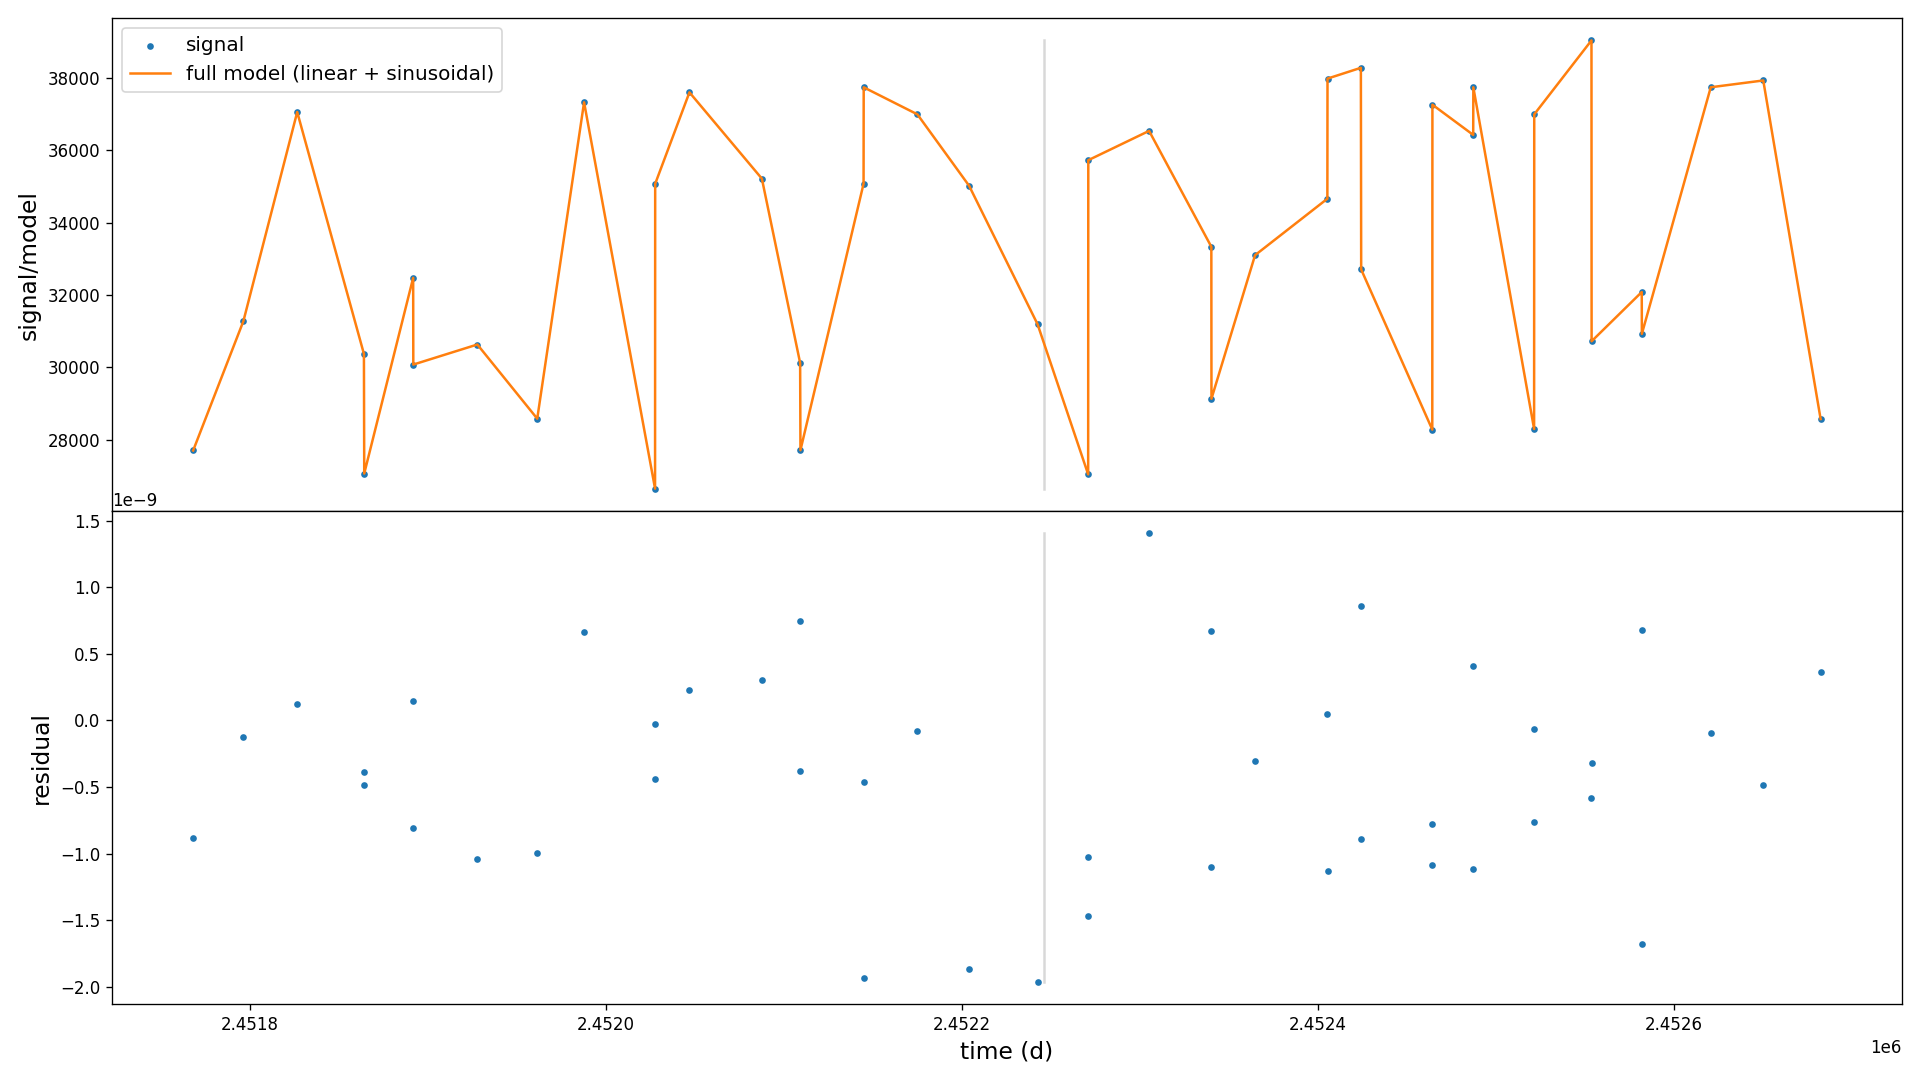 signal
full model (linear + sinusoidal)
38000
36000
34000
32000
30000
28000
signal/model
1e−9
1.5
1.0
0.5
0.0
−0.5
−1.0
−1.5
−2.0
residual
2.4518
2.4520
2.4522
2.4524
2.4526
1e6
time (d)